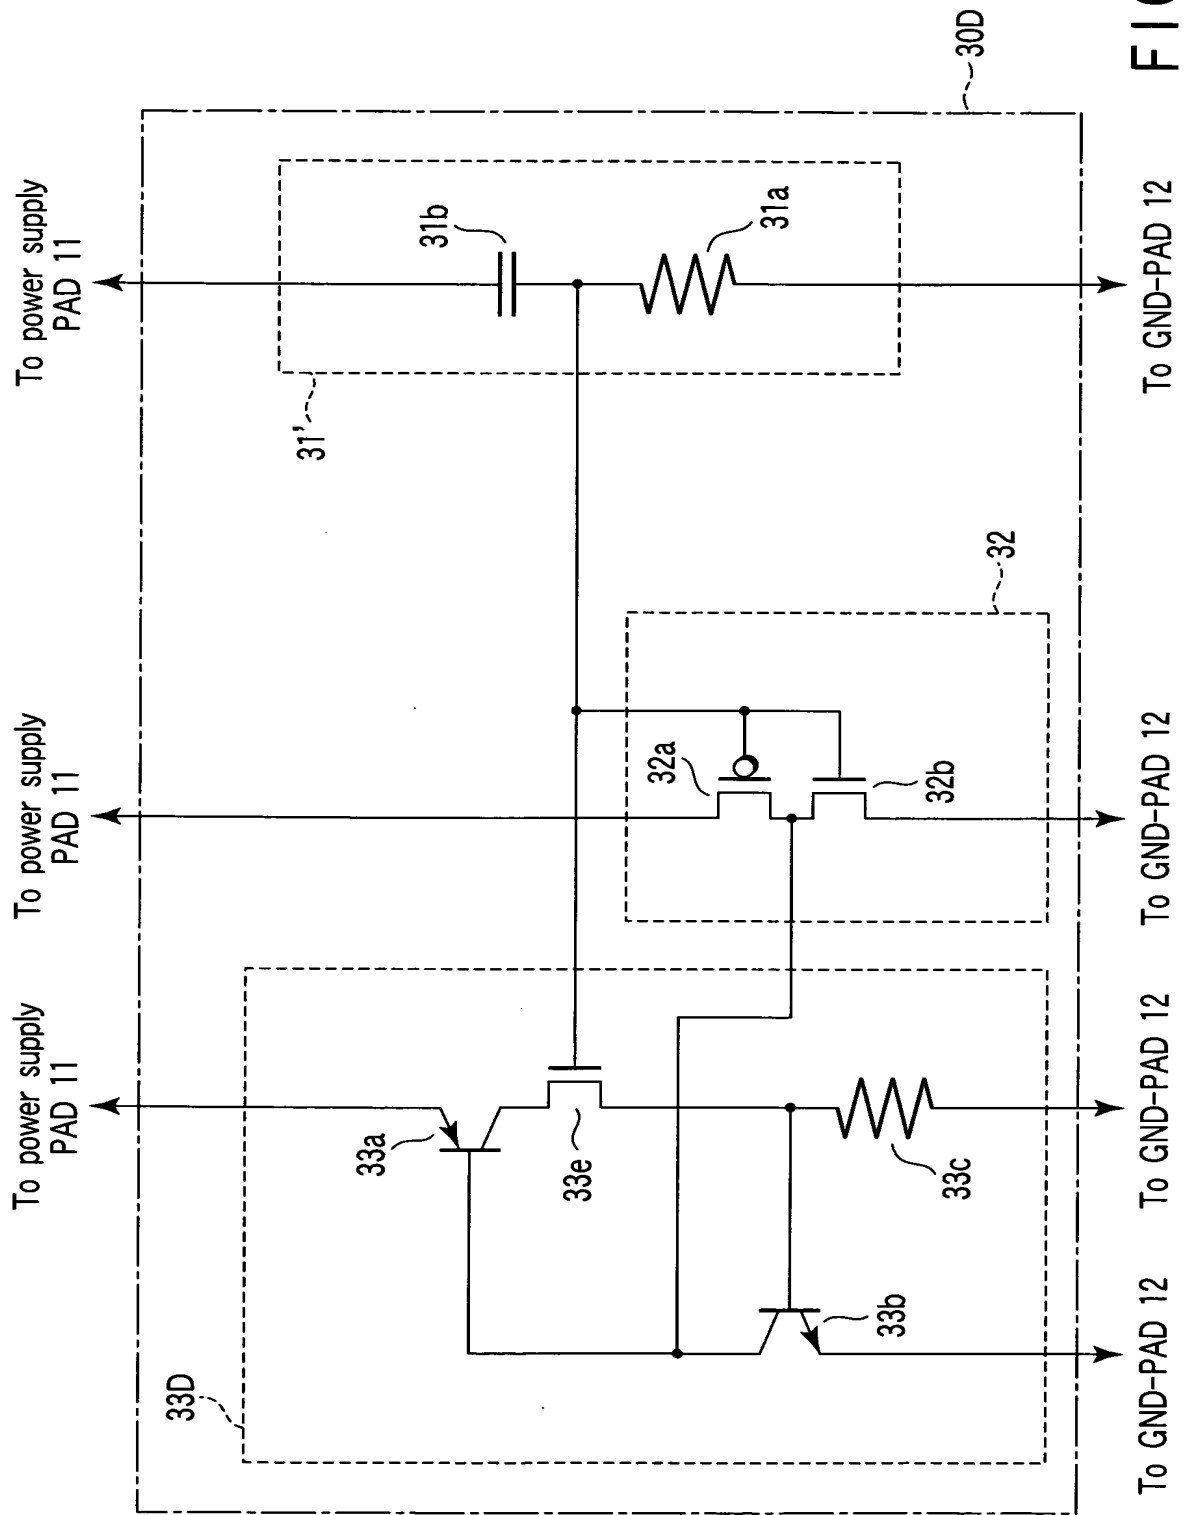 To power supply
PAD 11
To power supply
PAD 11
To power supply
PAD 11
30D
31b
31a
31'
32
32a
32b
33a
33e
33c
33b
33D
To GND-PAD 12
To GND-PAD 12
To GND-PAD 12
To GND-PAD 12